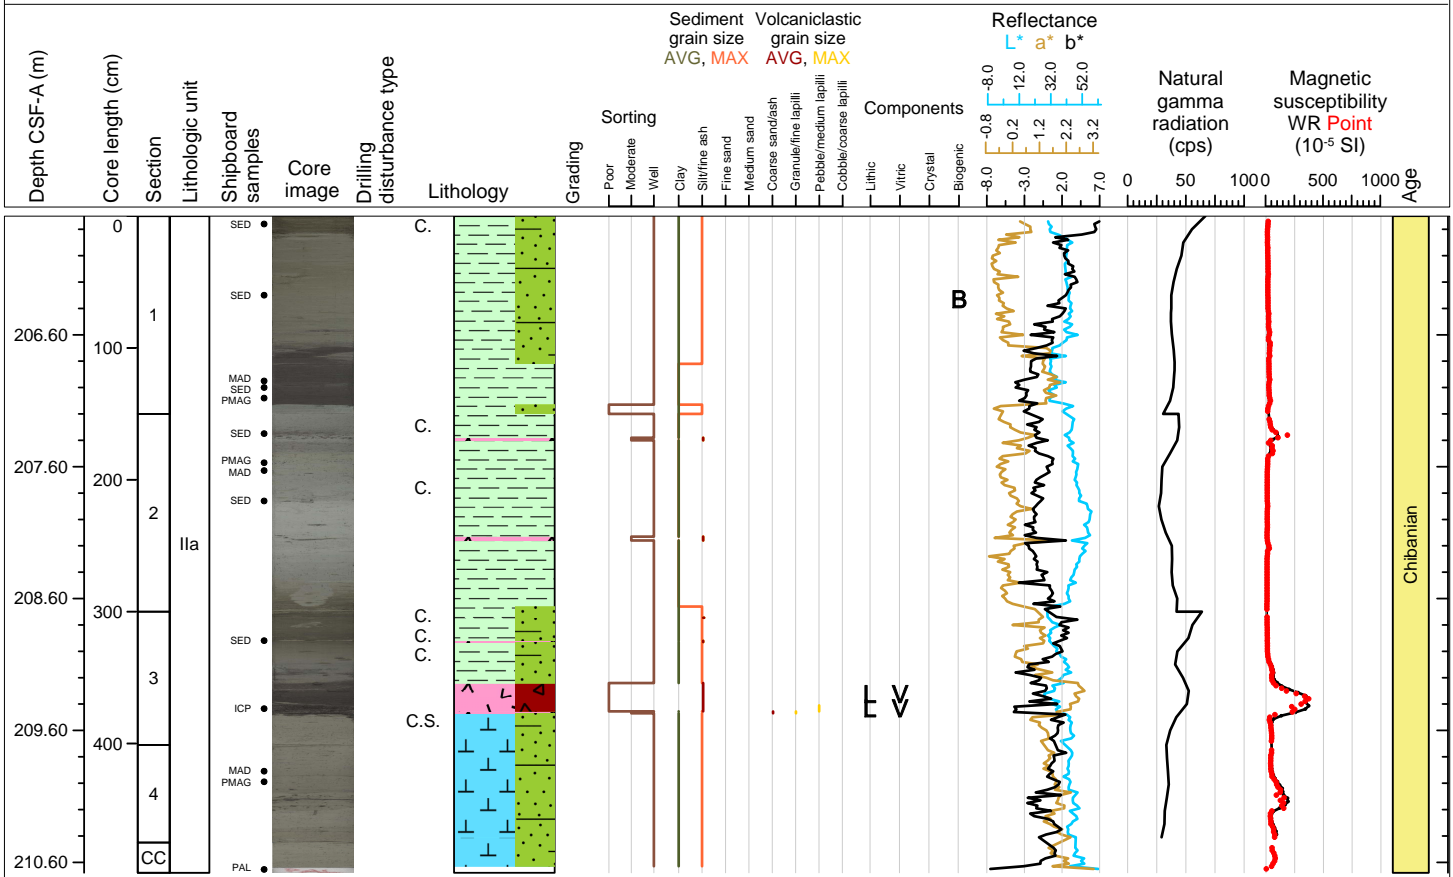 Depth CSF-A (m)
Core length (cm)
Section
Lithologic unit
Shipboard
samples
Core
image
Drilling
disturbance type
Lithology
Grading
Sorting
Poor
Moderate
Well
Sediment
grain size
AVG, MAX
Volcaniclastic
grain size
AVG, MAX
Clay
Silt/fine ash
Fine sand
Medium sand
Coarse sand/ash
Granule/fine lapilli
Pebble/medium lapilli
Cobble/coarse lapilli
Components
Lithic
Vitric
Crystal
Biogenic
Reflectance
L* a* b*
-8.0 12.0 32.0 52.0
-0.8 0.2 1.2 2.2 3.2
-8.0 -3.0 2.0 7.0
Natural
gamma
radiation
(cps)
0 50 100
Magnetic
susceptibility
WR Point
(10-5 SI)
0 500 1000
Age
0
100
200
300
400
206.60
207.60
208.60
209.60
210.60
1
2
3
4
CC
IIa
SED
SED
MAD
SED
PMAG
SED
PMAG
MAD
SED
SED
ICP
MAD
PMAG
PAL
C.
C.
C.
C.
C.
C.
C.S.
B
L V
L V
Chibanian